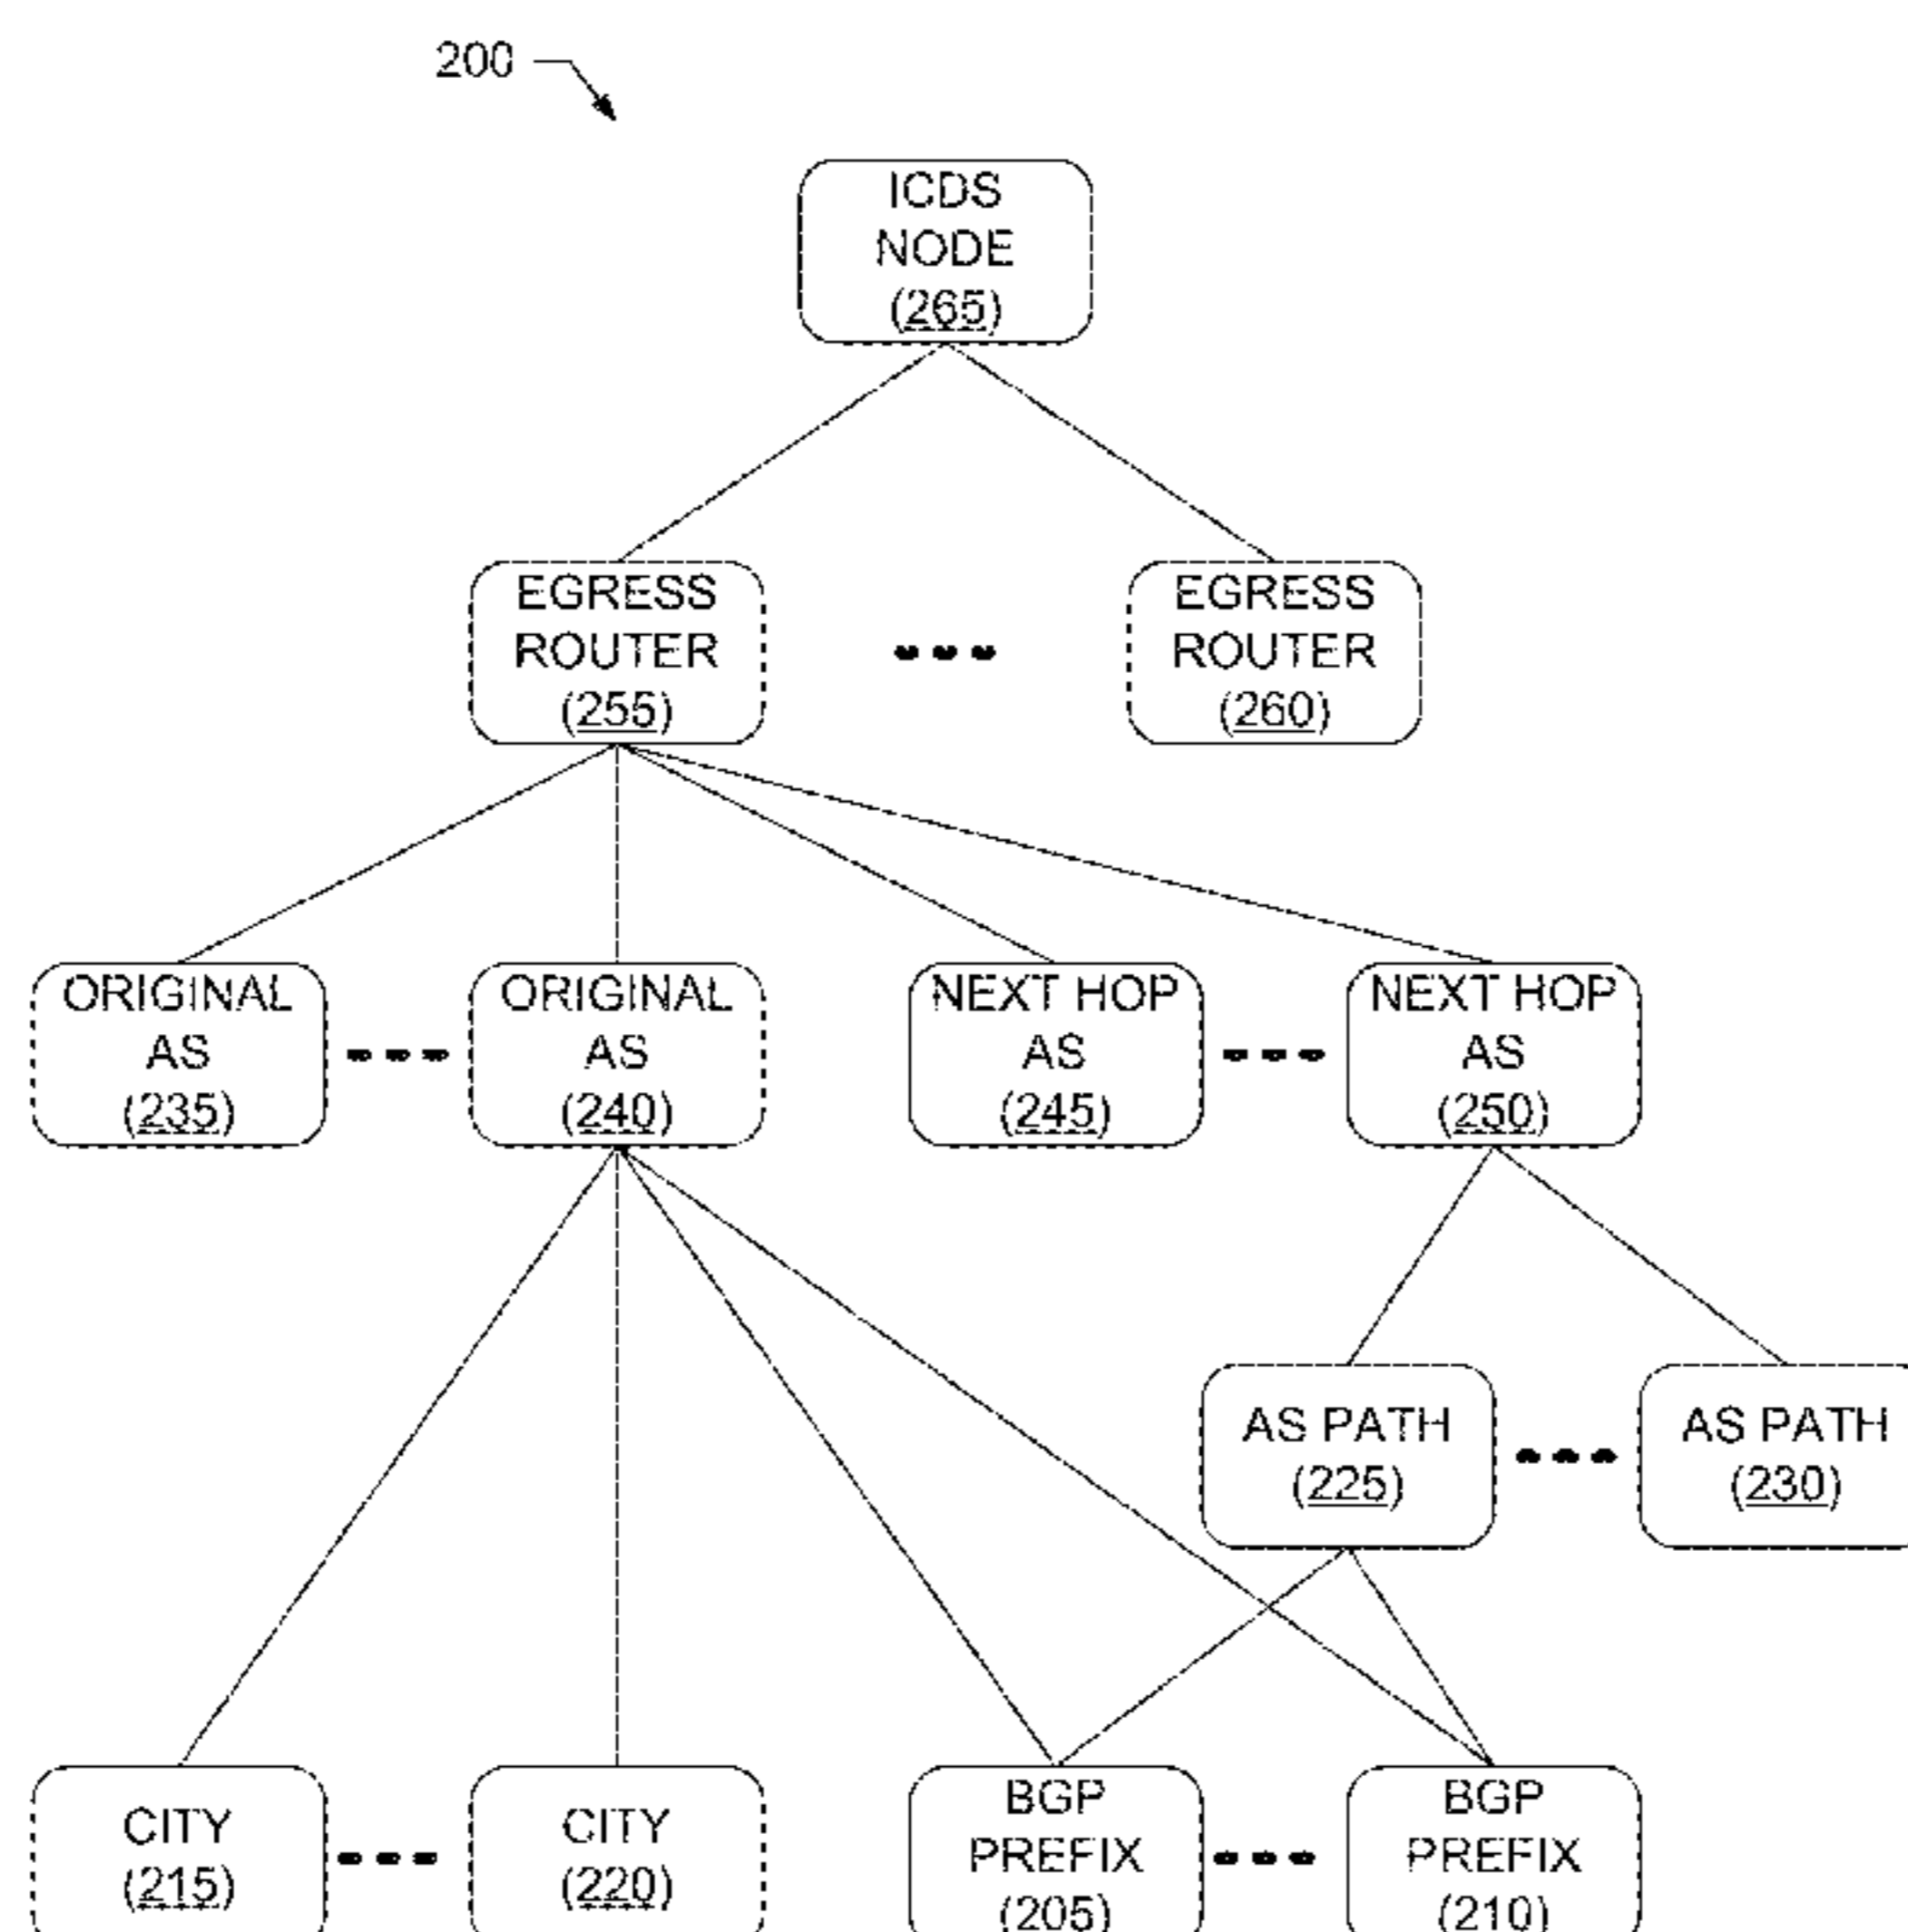 200
ICDS
NODE
(265)
EGRESS
ROUTER
(255)
EGRESS
ROUTER
(260)
ORIGINAL
AS
(235)
ORIGINAL
AS
(240)
NEXT HOP
AS
(245)
NEXT HOP
AS
(250)
AS PATH
(225)
AS PATH
(230)
CITY
(215)
CITY
(220)
BGP
PREFIX
(205)
BGP
PREFIX
(210)